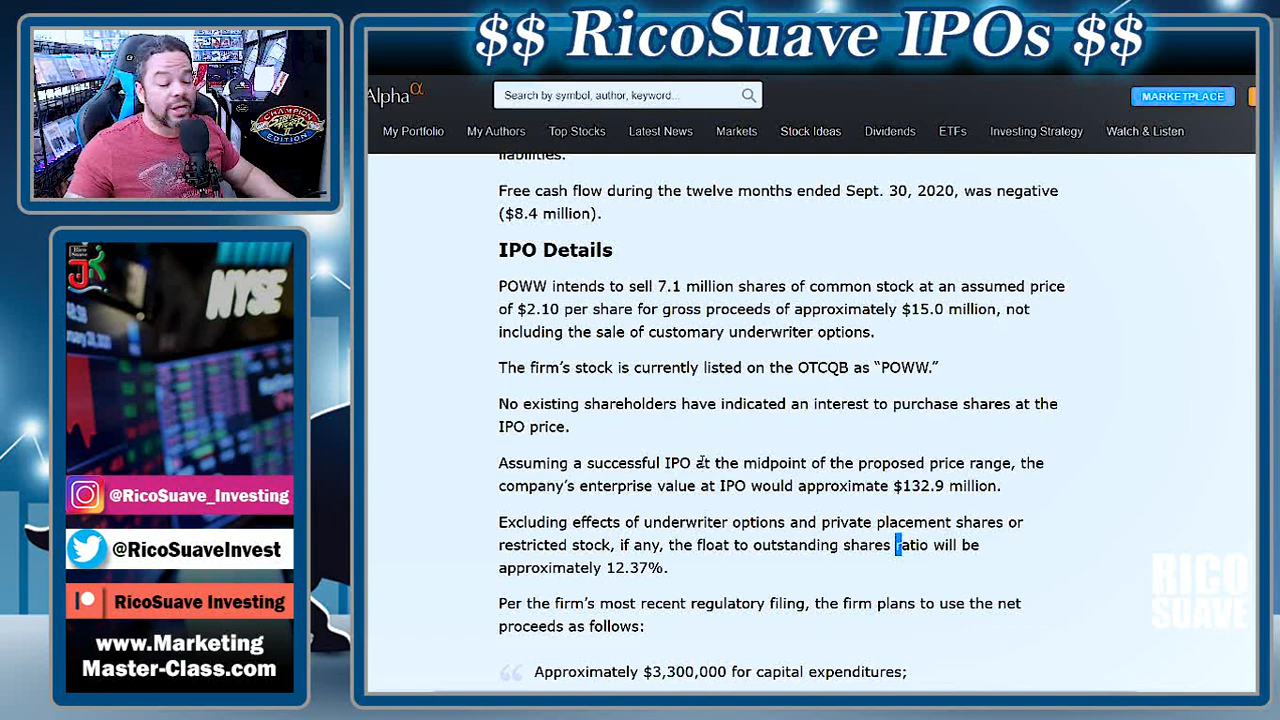 $$ RicoSuave IPOs $$
Alpha α
Search by symbol, author, keyword...
MARKETPLACE
My Portfolio My Authors Top Stocks Latest News Markets Stock Ideas Dividends ETFs Investing Strategy Watch & Listen
liabilities.
Free cash flow during the twelve months ended Sept. 30, 2020, was negative
($8.4 million).
IPO Details
POWW intends to sell 7.1 million shares of common stock at an assumed price
of $2.10 per share for gross proceeds of approximately $15.0 million, not
including the sale of customary underwriter options.
The firm’s stock is currently listed on the OTCQB as “POWW.”
No existing shareholders have indicated an interest to purchase shares at the
IPO price.
Assuming a successful IPO at the midpoint of the proposed price range, the
company’s enterprise value at IPO would approximate $132.9 million.
Excluding effects of underwriter options and private placement shares or
restricted stock, if any, the float to outstanding shares ratio will be
approximately 12.37%.
Per the firm’s most recent regulatory filing, the firm plans to use the net
proceeds as follows:
Approximately $3,300,000 for capital expenditures;
CHAMPION
EDITION
Rico
Suave
NYSE
@RicoSuave_Investing
@RicoSuaveInvest
RicoSuave Investing
www.Marketing
Master-Class.com
RICO
SUAVE